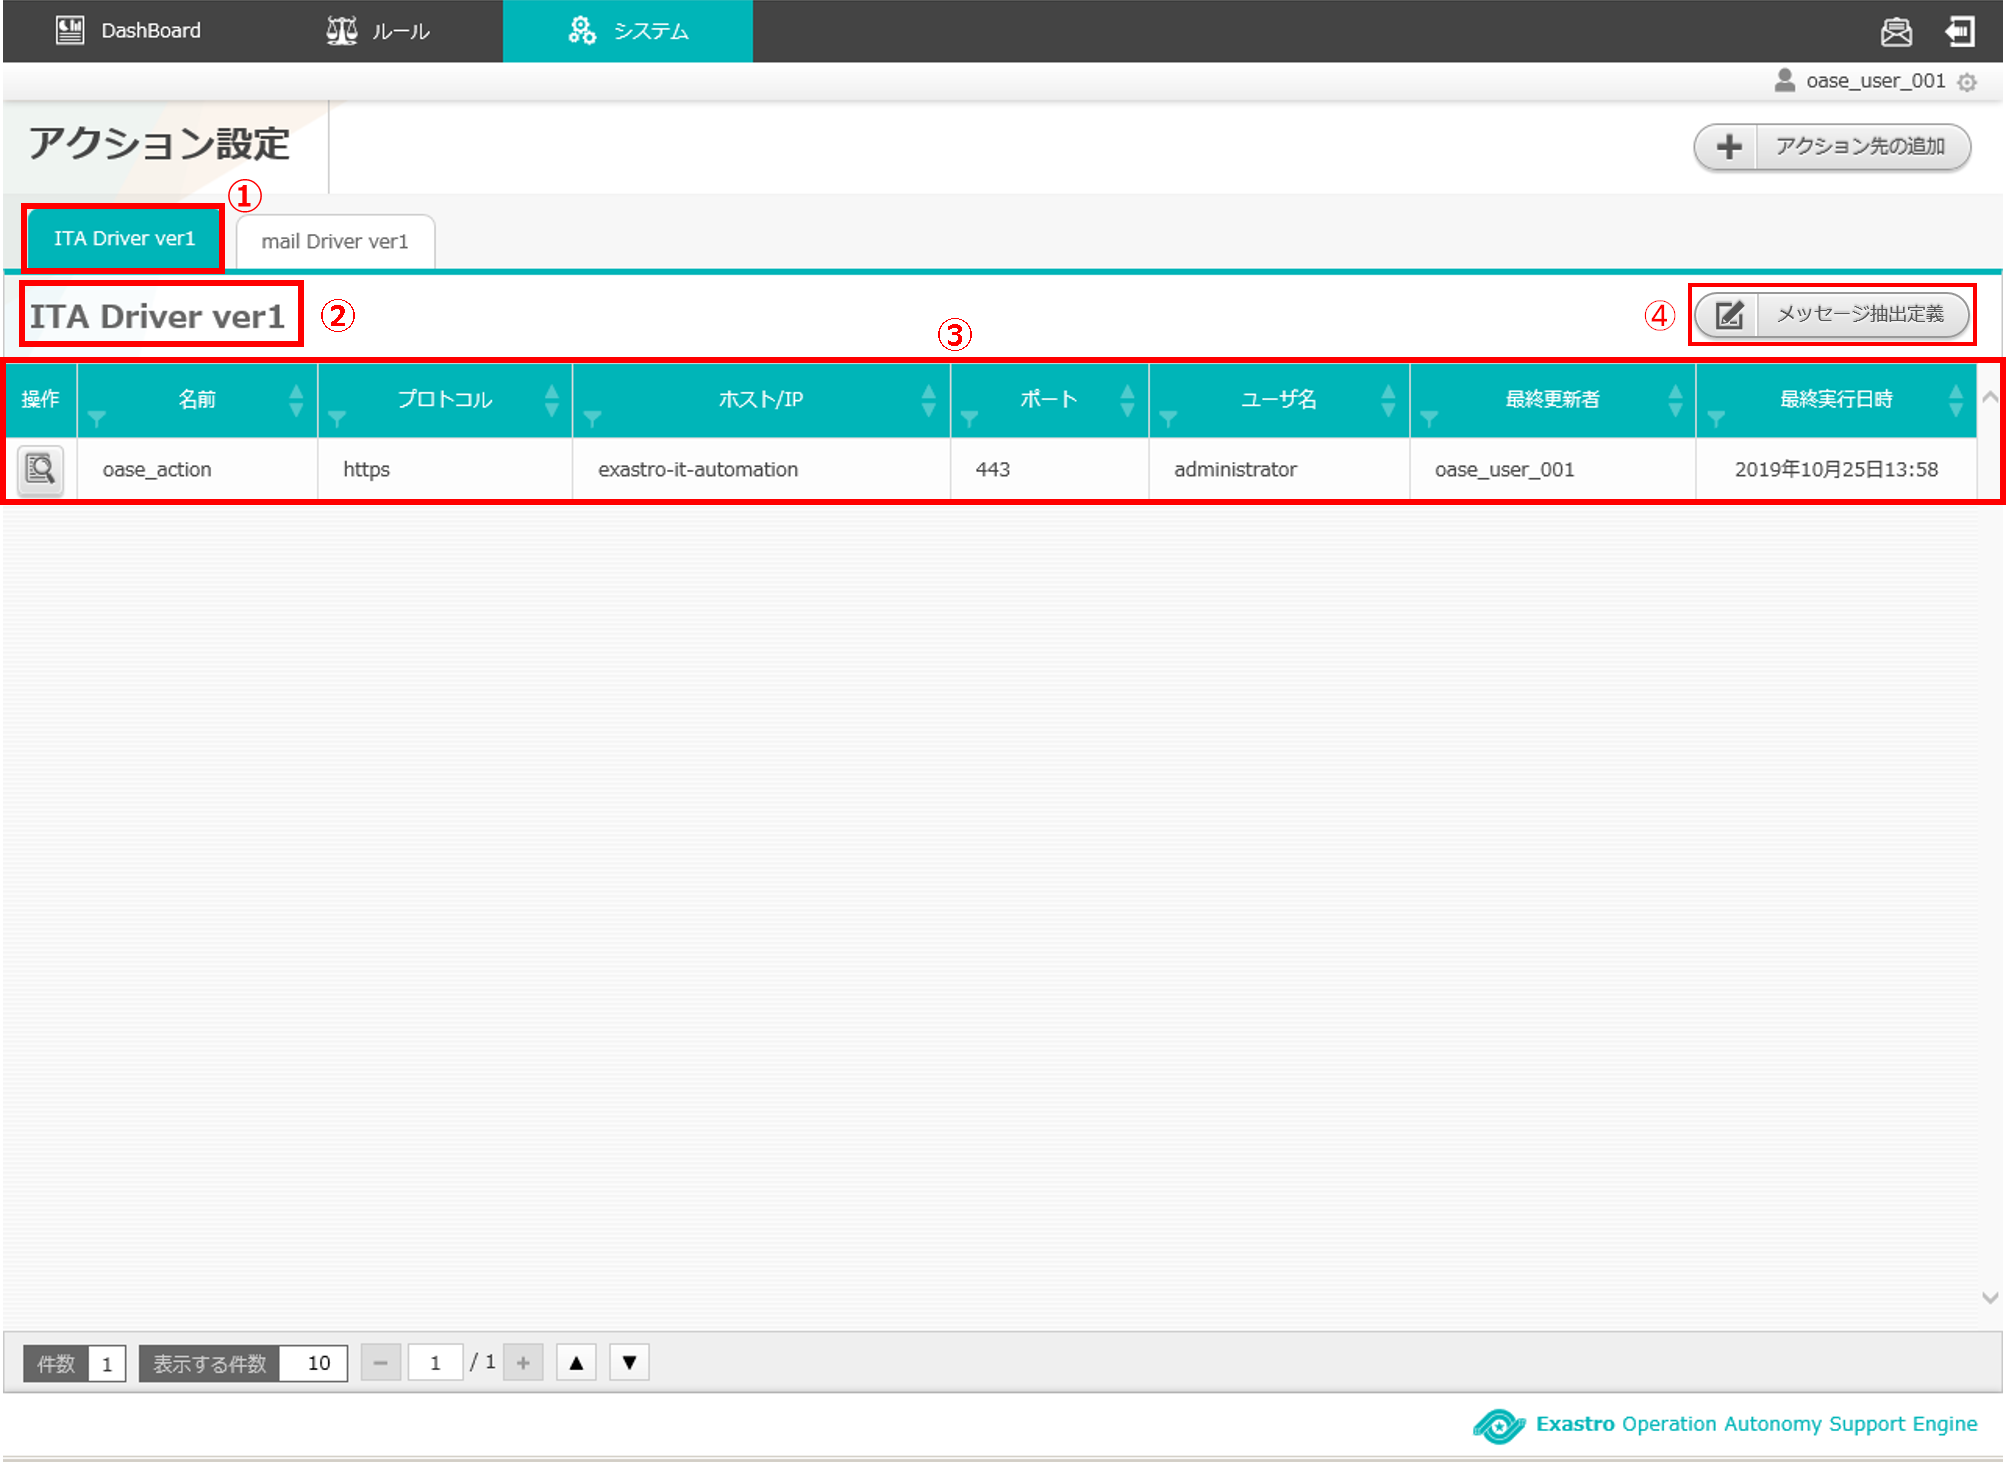 DashBoard ルール システム
oase_user_001
アクション設定
アクション先の追加
①
ITA Driver ver1 mail Driver ver1
ITA Driver ver1 ② ③ ④ メッセージ抽出定義
操作 名前 プロトコル ホスト/IP ポート ユーザ名 最終更新者 最終実行日時
oase_action https exastro-it-automation 443 administrator oase_user_001 2019年10月25日13:58
件数 1 表示する件数 10 − 1 / 1 + ▲ ▼
Exastro Operation Autonomy Support Engine